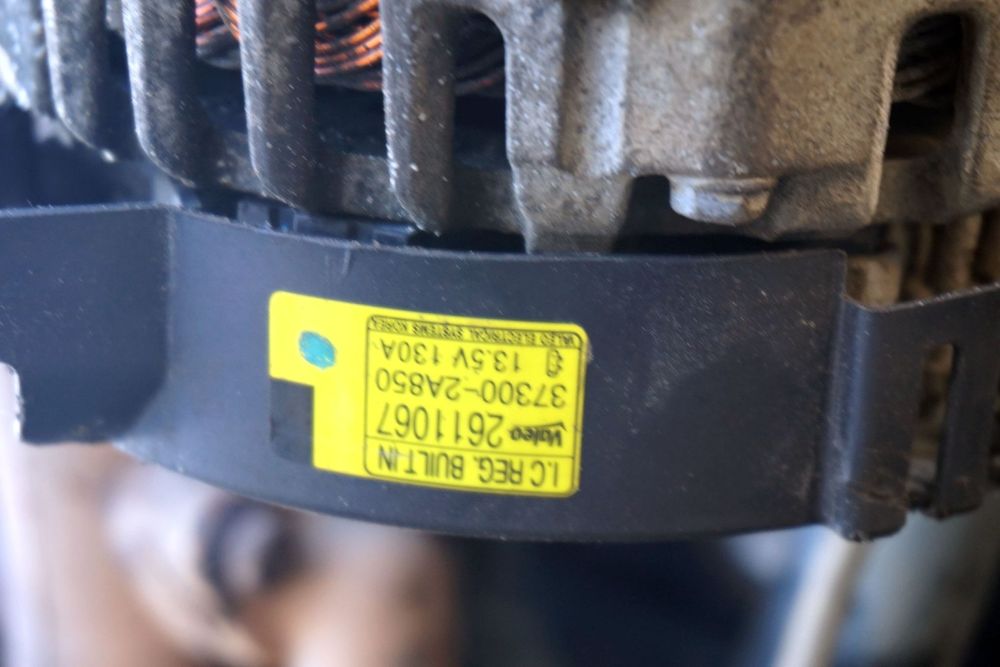 I.C REG. BUILT-IN
Valeo 2611067
37300-2A850
13.5V 130A
VALEO ELECTRICAL SYSTEMS KOREA